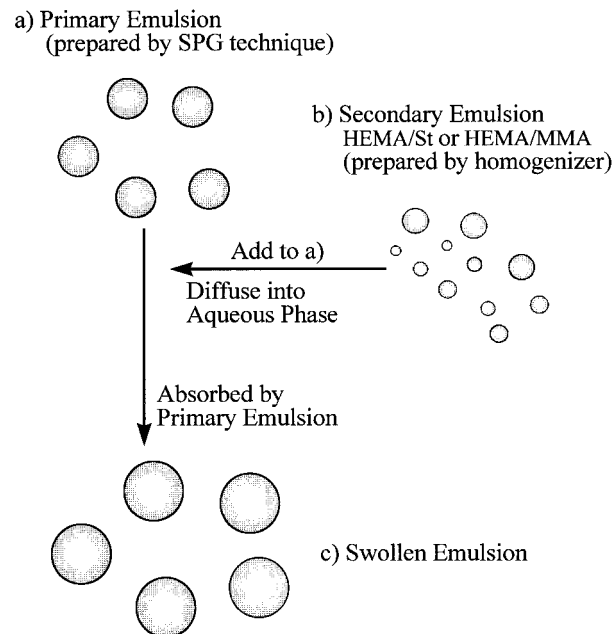 a) Primary Emulsion
(prepared by SPG technique)
b) Secondary Emulsion
HEMA/St or HEMA/MMA
(prepared by homogenizer)
Add to a)
Diffuse into
Aqueous Phase
Absorbed by
Primary Emulsion
c) Swollen Emulsion